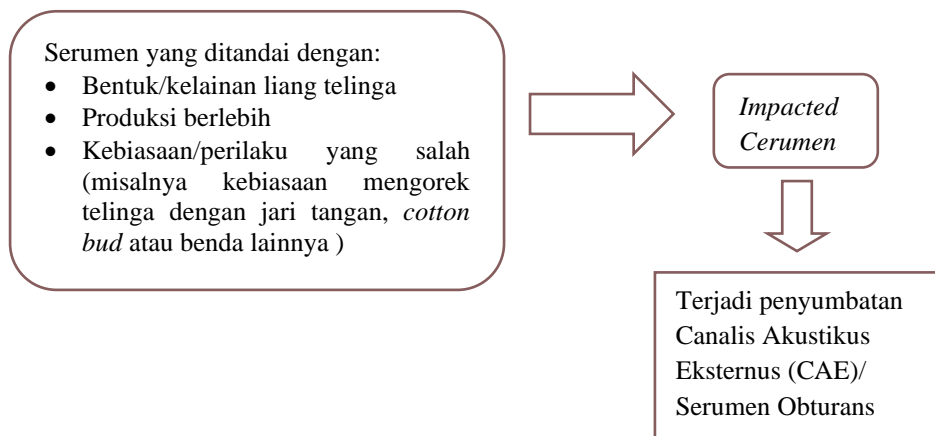 Serumen yang ditandai dengan:
• Bentuk/kelainan liang telinga
• Produksi berlebih
• Kebiasaan/perilaku yang salah
(misalnya kebiasaan mengorek
telinga dengan jari tangan, cotton
bud atau benda lainnya )
Impacted
Cerumen
Terjadi penyumbatan
Canalis Akustikus
Eksternus (CAE)/
Serumen Obturans